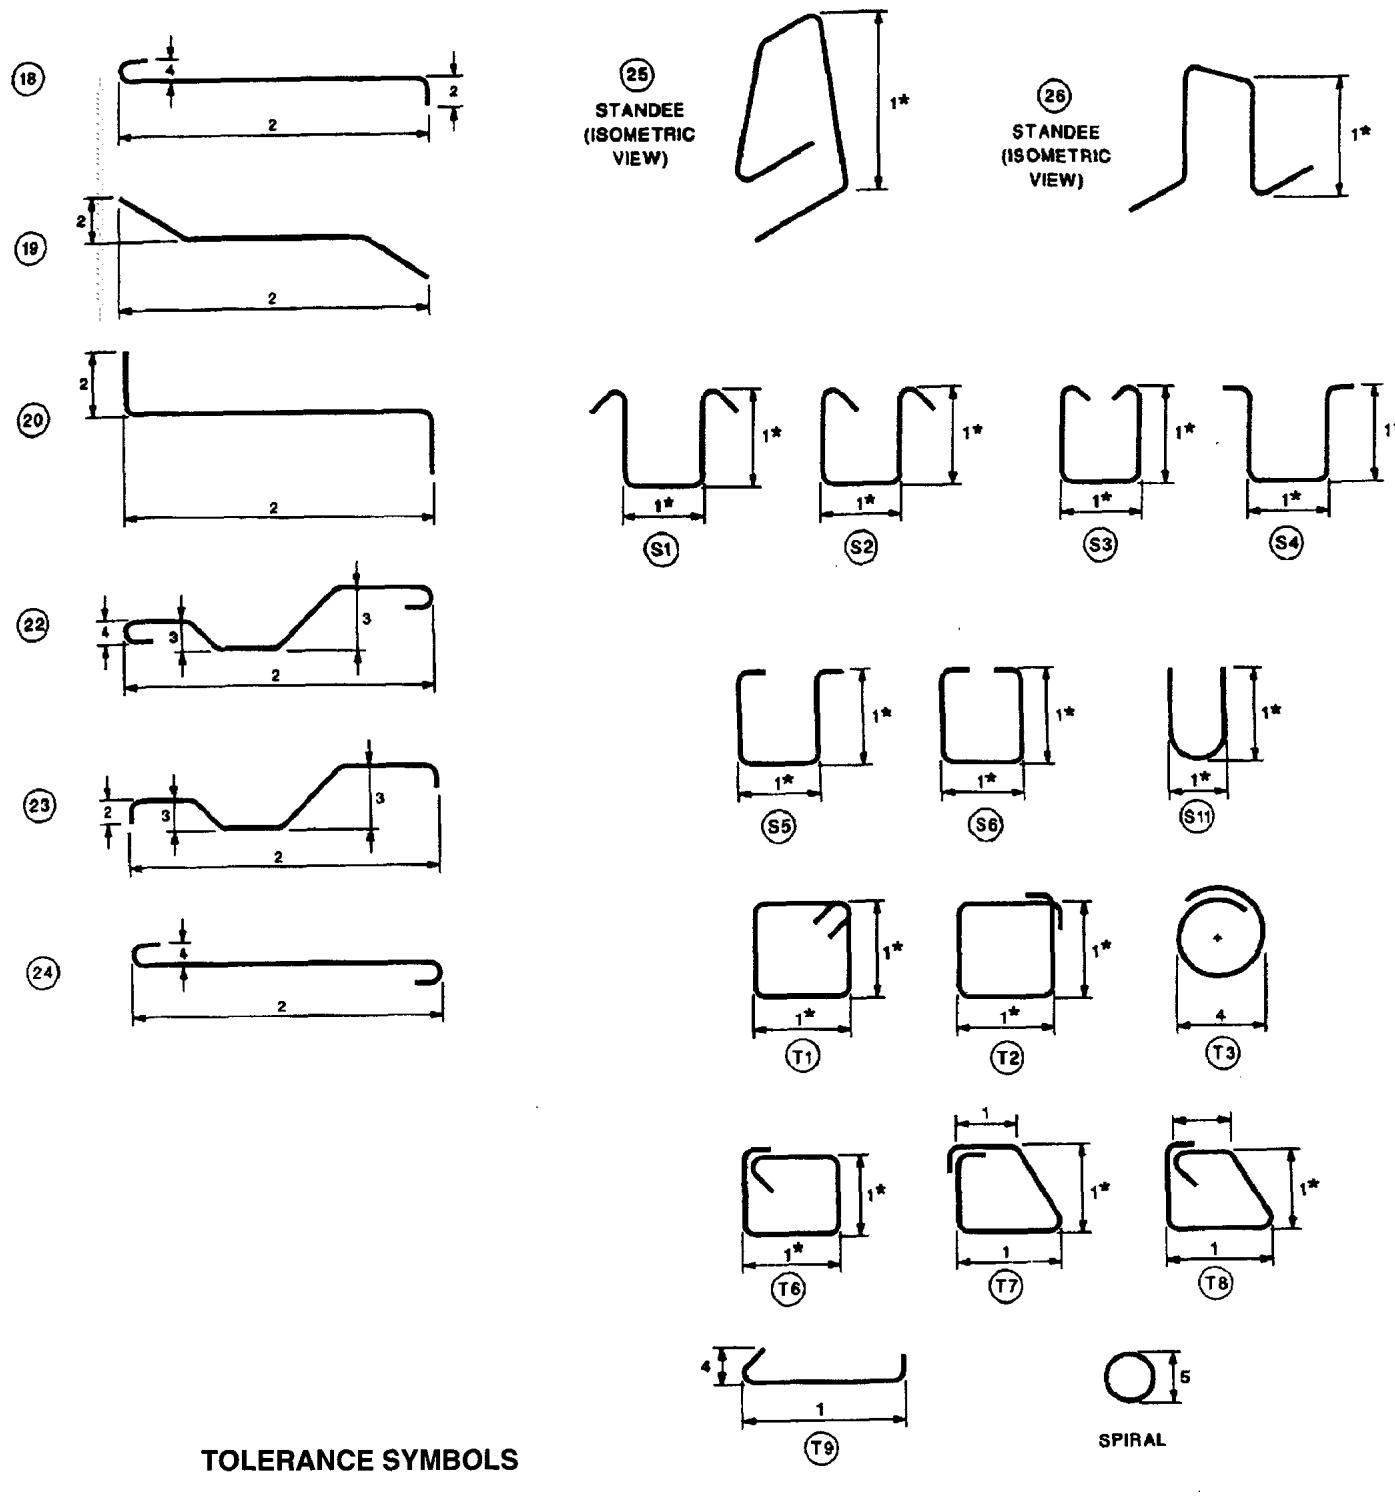 18
4
2
2
25
STANDEE
(ISOMETRIC
VIEW)
1*
26
STANDEE
(ISOMETRIC
VIEW)
1*
19
2
2
20
2
2
1*
1*
S1
1*
1*
S2
1*
1*
S3
1*
1*
S4
22
4
3
3
2
1*
1*
S5
1*
1*
S6
1*
1*
S11
23
2
3
3
2
24
4
2
1*
1*
T1
1*
1*
T2
4
T3
1*
1*
T6
1
1*
1
T7
1*
1
T8
4
1
T9
5
SPIRAL
TOLERANCE SYMBOLS